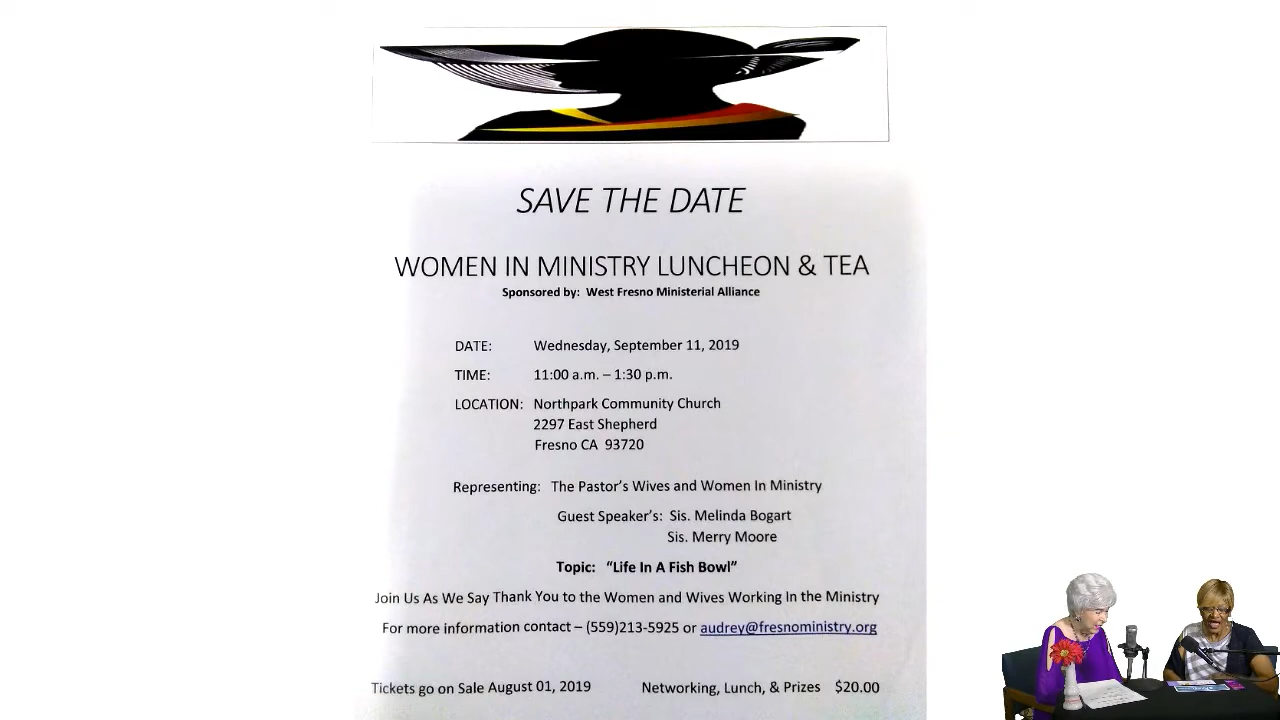 SAVE THE DATE
WOMEN IN MINISTRY LUNCHEON & TEA
Sponsored by: West Fresno Ministerial Alliance
DATE: Wednesday, September 11, 2019
TIME: 11:00 a.m. – 1:30 p.m.
LOCATION: Northpark Community Church
2297 East Shepherd
Fresno CA 93720
Representing: The Pastor's Wives and Women In Ministry
Guest Speaker's: Sis. Melinda Bogart
Sis. Merry Moore
Topic: "Life In A Fish Bowl"
Join Us As We Say Thank You to the Women and Wives Working In the Ministry
For more information contact – (559)213-5925 or audrey@fresnoministry.org
Tickets go on Sale August 01, 2019 Networking, Lunch, & Prizes $20.00